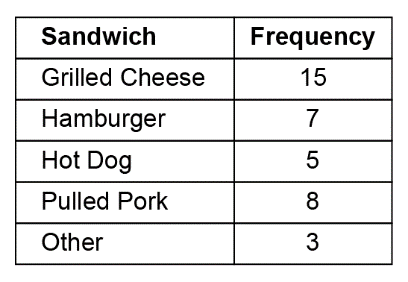 Sandwich Frequency
Grilled Cheese 15
Hamburger 7
Hot Dog 5
Pulled Pork 8
Other 3